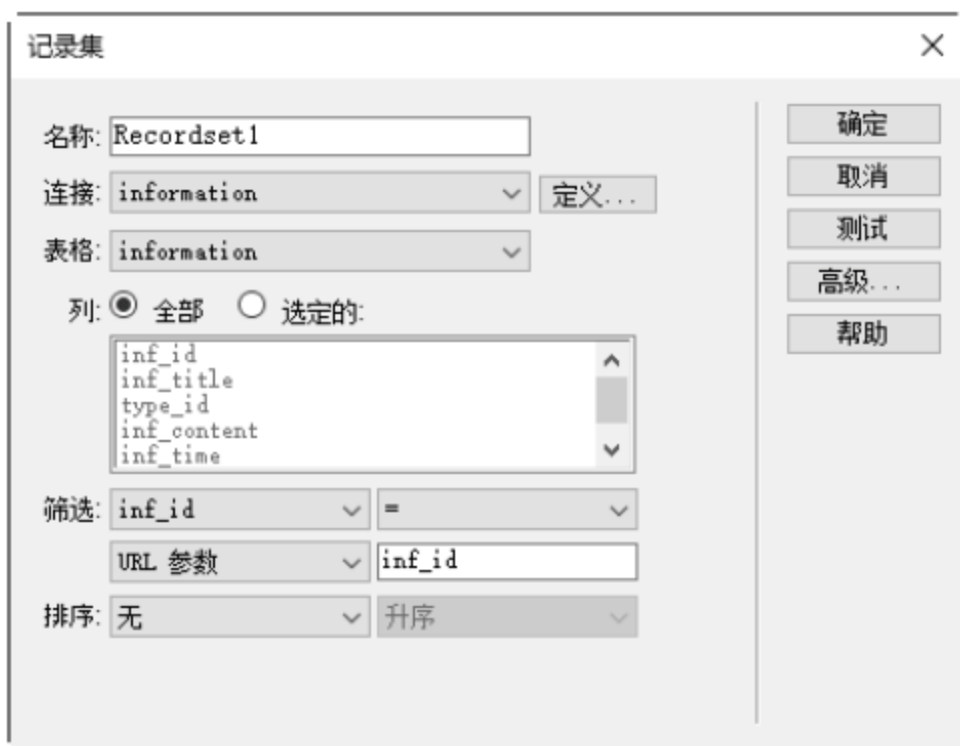 记录集
名称: Recordset1
确定
连接: information 定义...
取消
表格: information
测试
列: 全部 选定的:
高级...
帮助
inf_id
inf_title
type_id
inf_content
inf_time
筛选: inf_id =
URL 参数 inf_id
排序: 无 升序